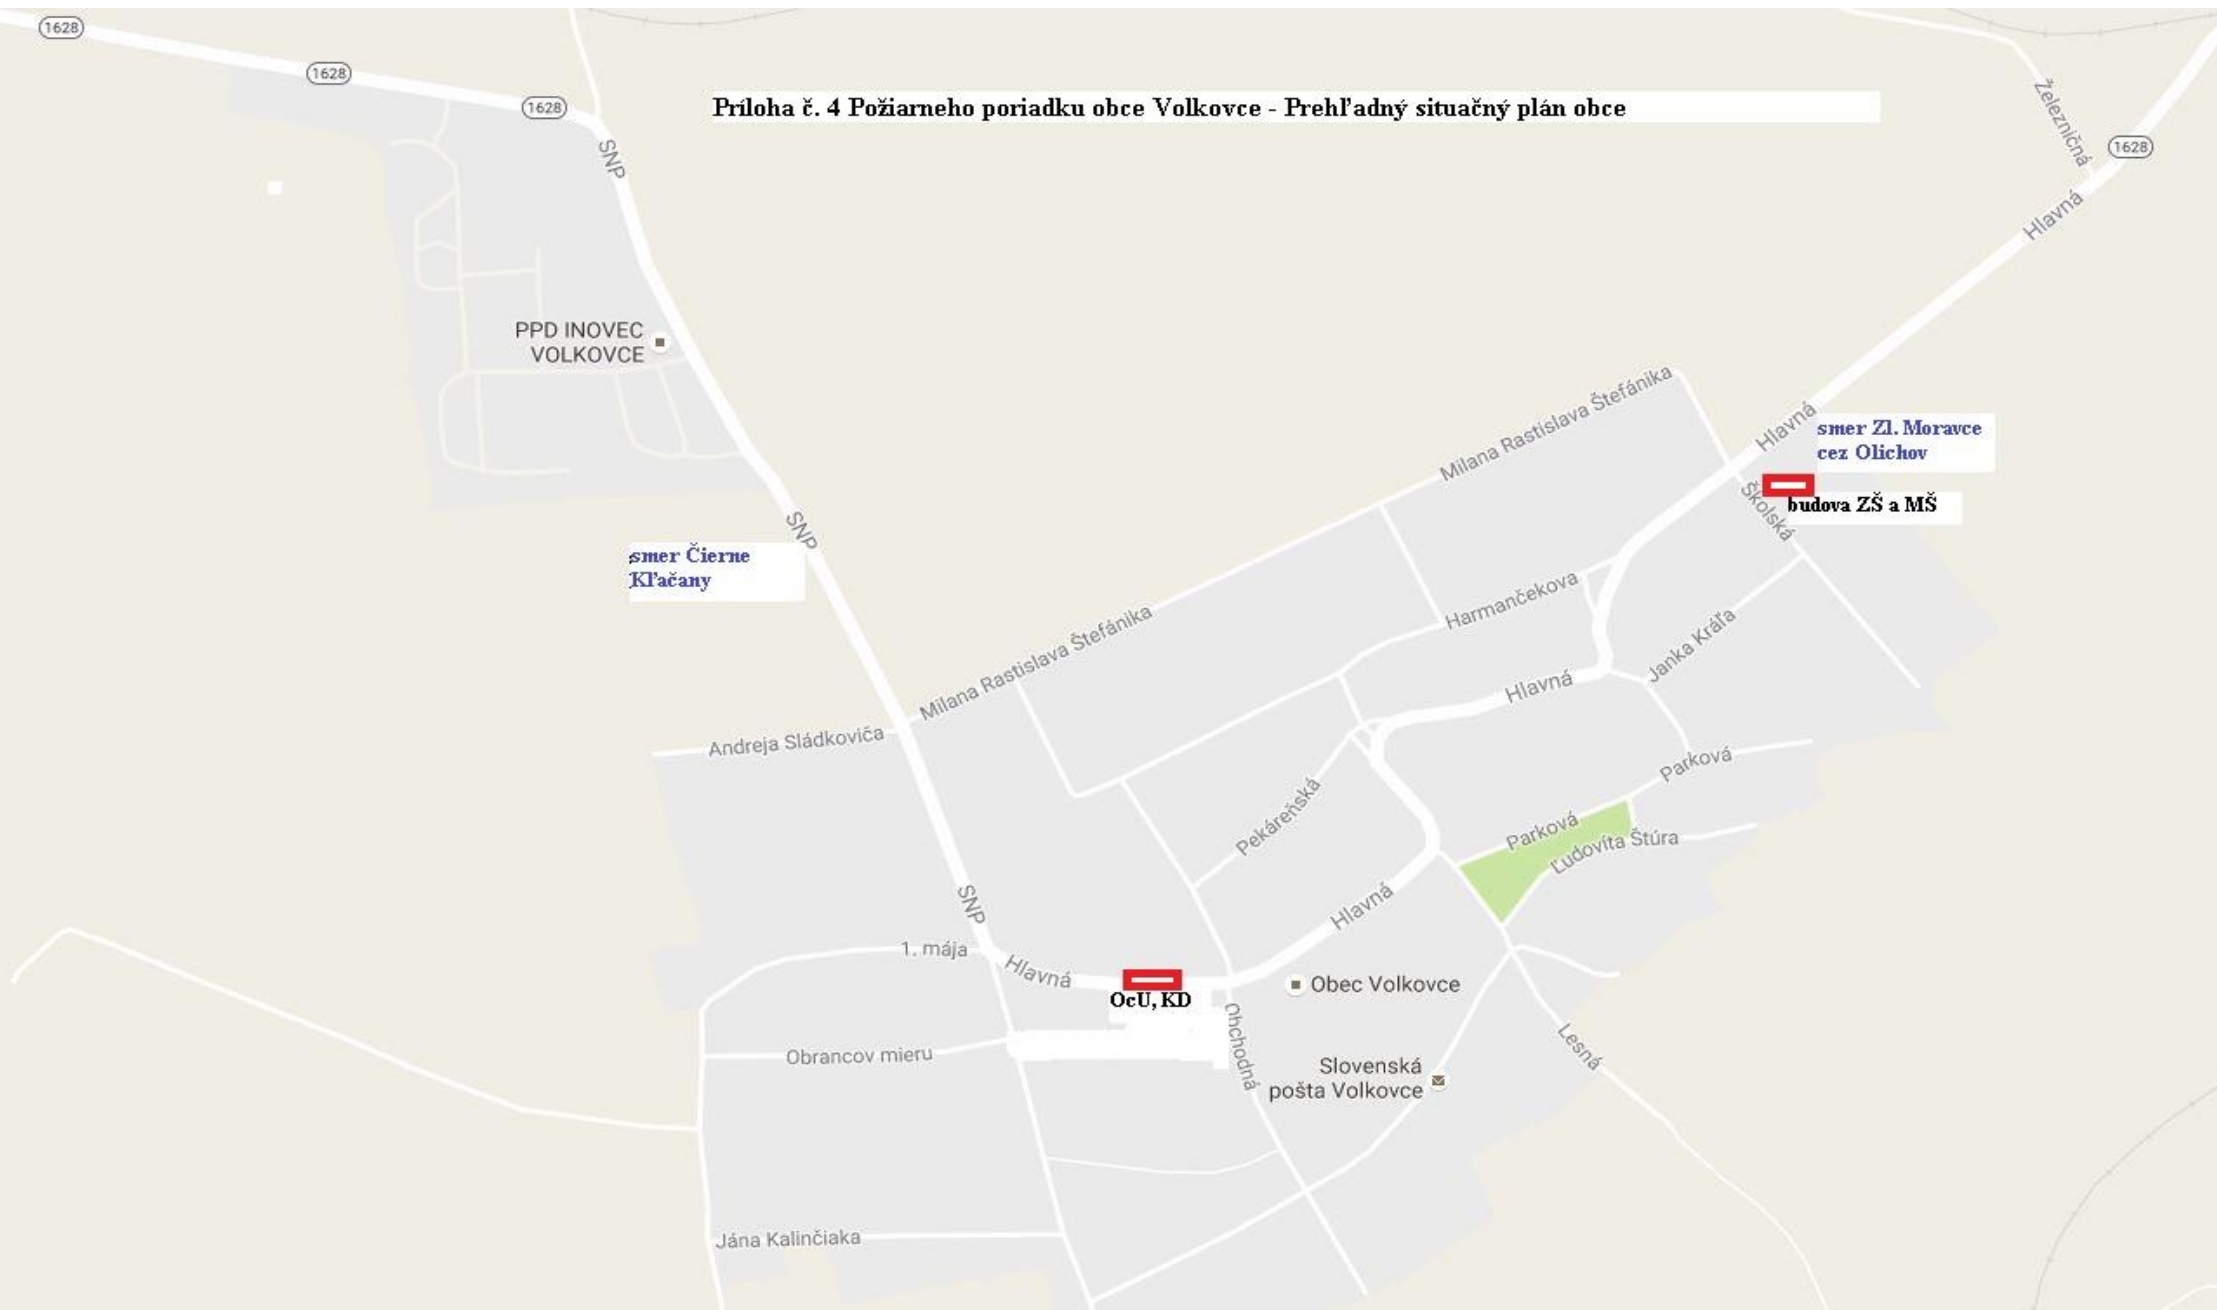 1628
1628
1628
Príloha č. 4 Požiarneho poriadku obce Volkovce - Prehľadný situačný plán obce
Železničná
1628
SNP
Hlavná
PPD INOVEC
VOLKOVCE
Milana Rastislava Štefánika
Hlavná
smer Zl. Moravce
cez Olichov
budova ZŠ a MŠ
Školská
SNP
smer Čierne
Kľačany
Harmančekova
Milana Rastislava Štefánika
Janka Kráľa
Hlavná
Andreja Sládkoviča
Parková
Pekáreňská
Parková
Ľudovíta Štúra
SNP
Hlavná
1. mája
Hlavná
OcU, KD
Obec Volkovce
Obchodná
Lesná
Obrancov mieru
Slovenská
pošta Volkovce
Jána Kalinčiaka